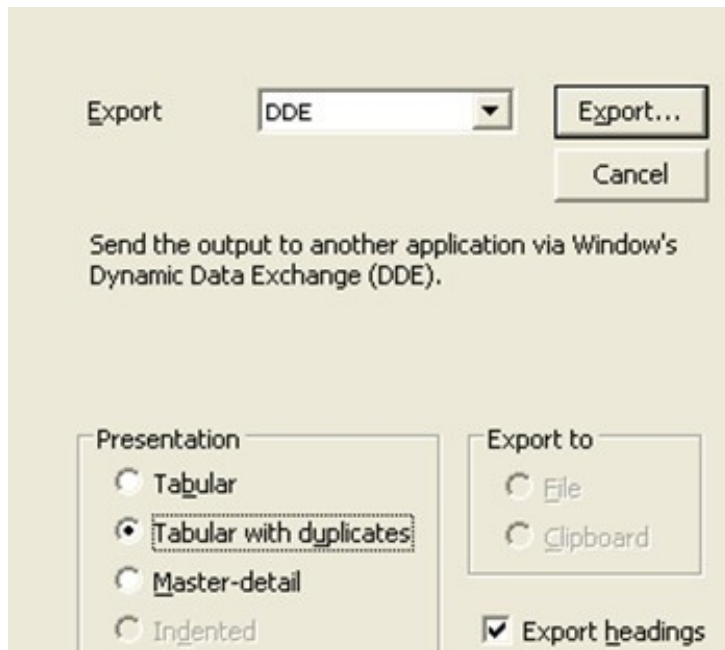 Export DDE Export...
Cancel
Send the output to another application via Window's
Dynamic Data Exchange (DDE).
Presentation Export to
Tabular File
Tabular with duplicates Clipboard
Master-detail
Indented Export headings